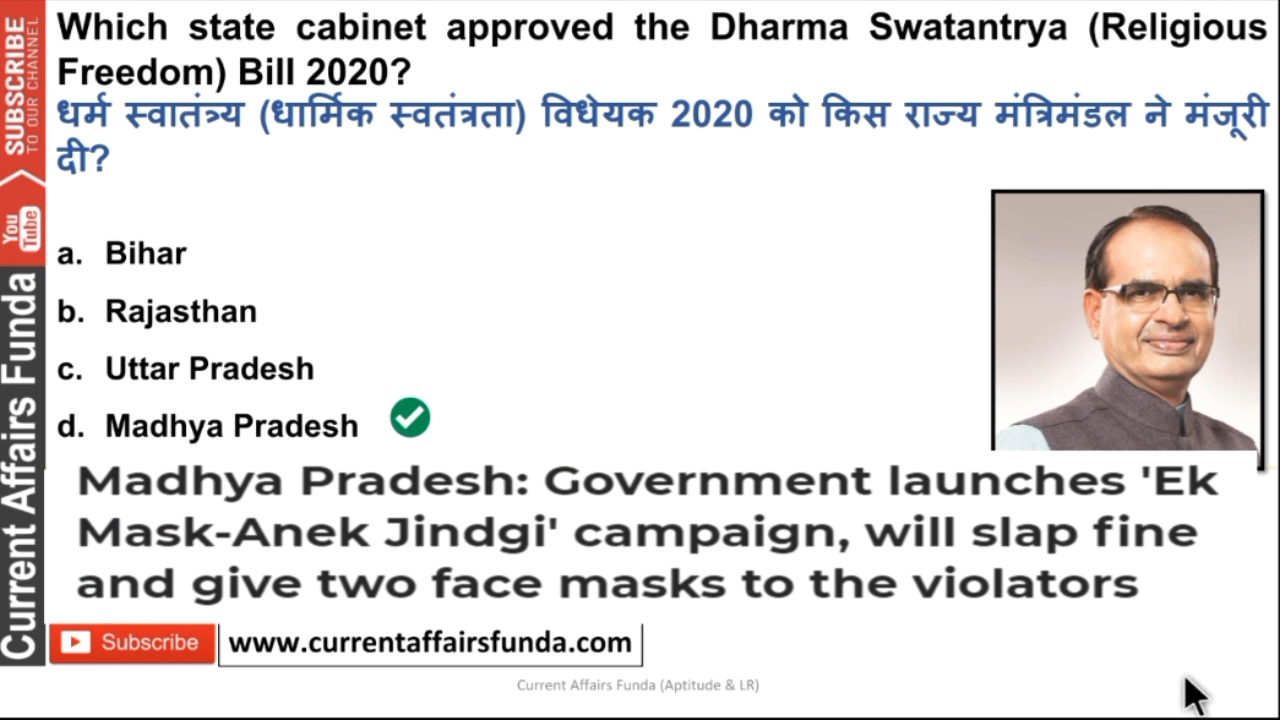 Which state cabinet approved the Dharma Swatantrya (Religious
Freedom) Bill 2020?
धर्म स्वातंत्र्य (धार्मिक स्वतंत्रता) विधेयक 2020 को किस राज्य मंत्रिमंडल ने मंजूरी
दी?
a. Bihar
b. Rajasthan
c. Uttar Pradesh
d. Madhya Pradesh
Madhya Pradesh: Government launches 'Ek
Mask-Anek Jindgi' campaign, will slap fine
and give two face masks to the violators
Subscribe
www.currentaffairsfunda.com
Current Affairs Funda (Aptitude & LR)
SUBSCRIBE
TO OUR CHANNEL
You
Tube
Current Affairs Funda